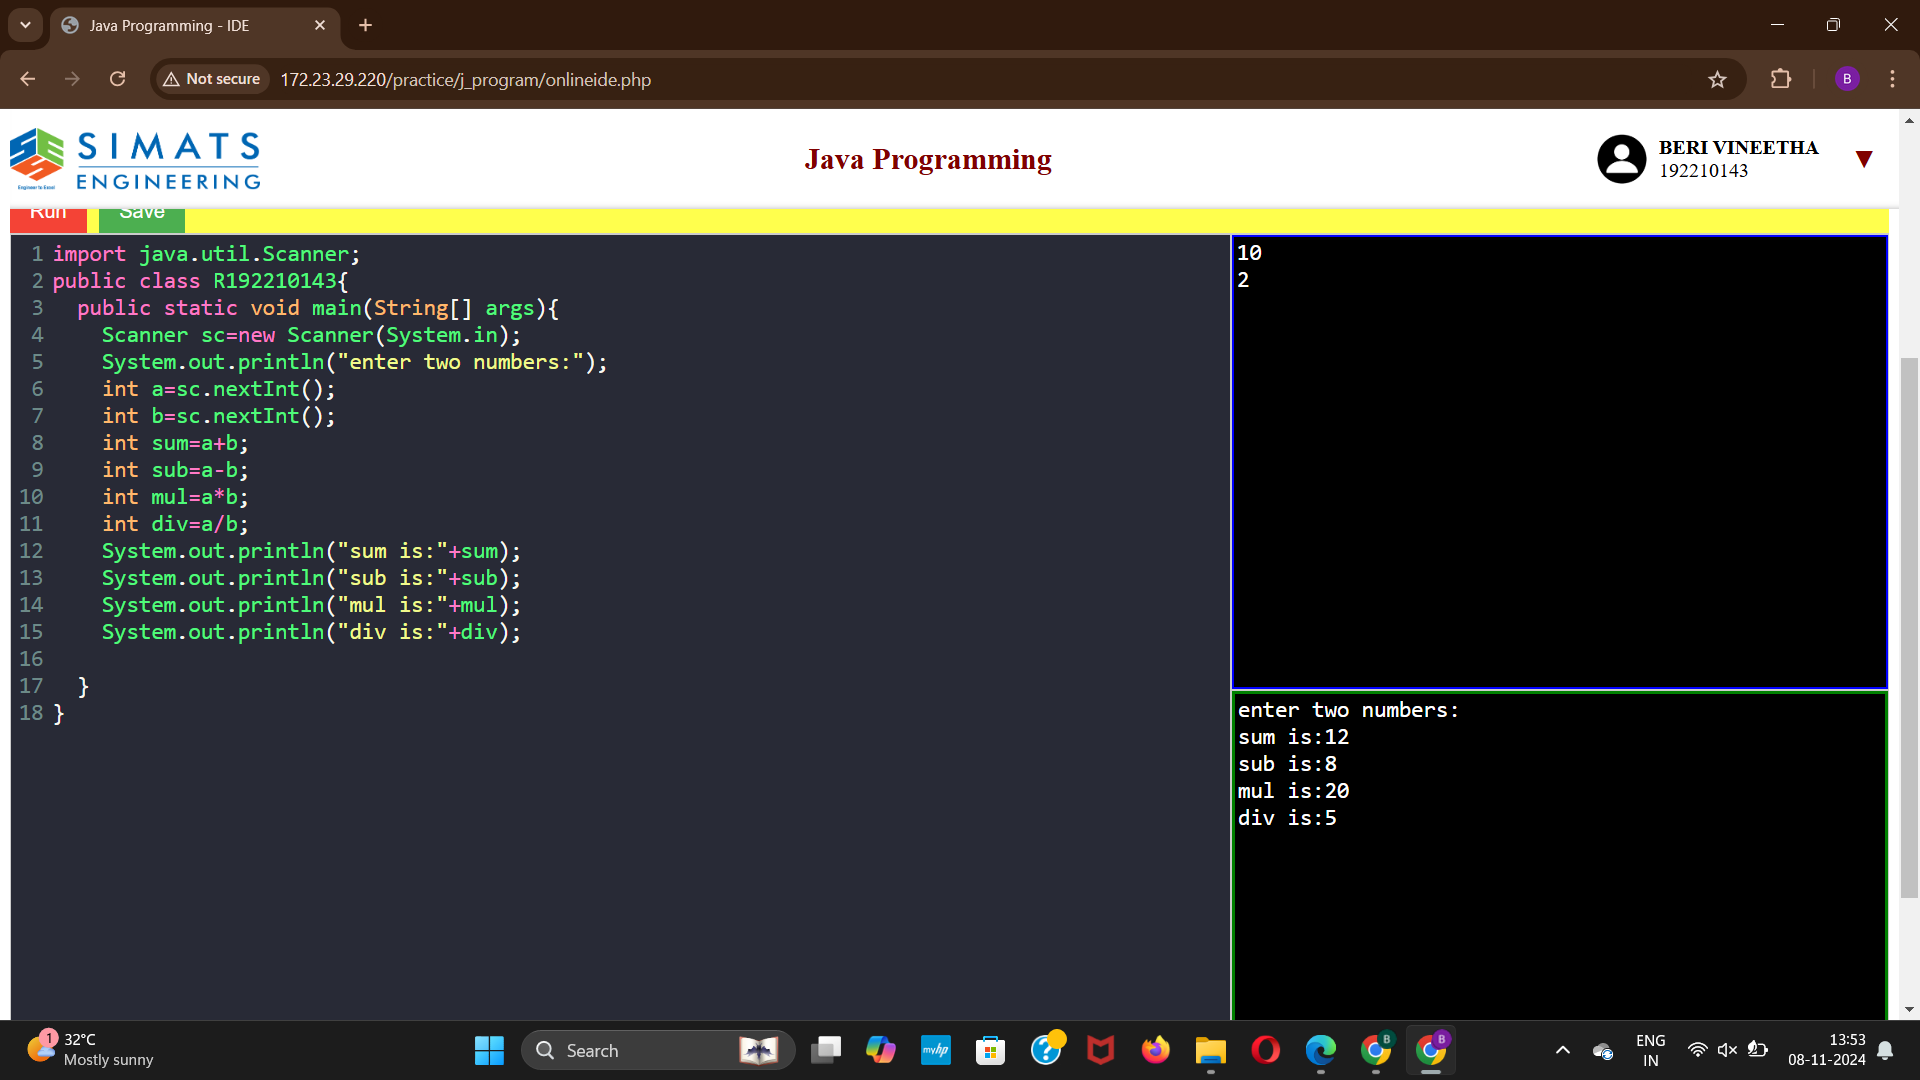 Java Programming - IDE
Not secure
172.23.29.220/practice/j_program/onlineide.php
B
SIMATS
ENGINEERING
Engineer to Excel
Java Programming
BERI VINEETHA
192210143
Run
Save
1 import java.util.Scanner;
2 public class R192210143{
3 public static void main(String[] args){
4 Scanner sc=new Scanner(System.in);
5 System.out.println("enter two numbers:");
6 int a=sc.nextInt();
7 int b=sc.nextInt();
8 int sum=a+b;
9 int sub=a-b;
10 int mul=a*b;
11 int div=a/b;
12 System.out.println("sum is:"+sum);
13 System.out.println("sub is:"+sub);
14 System.out.println("mul is:"+mul);
15 System.out.println("div is:"+div);
16
17 }
18 }
10
2
enter two numbers:
sum is:12
sub is:8
mul is:20
div is:5
1
32°C
Mostly sunny
Search
myhp
B
B
ENG
IN
13:53
08-11-2024